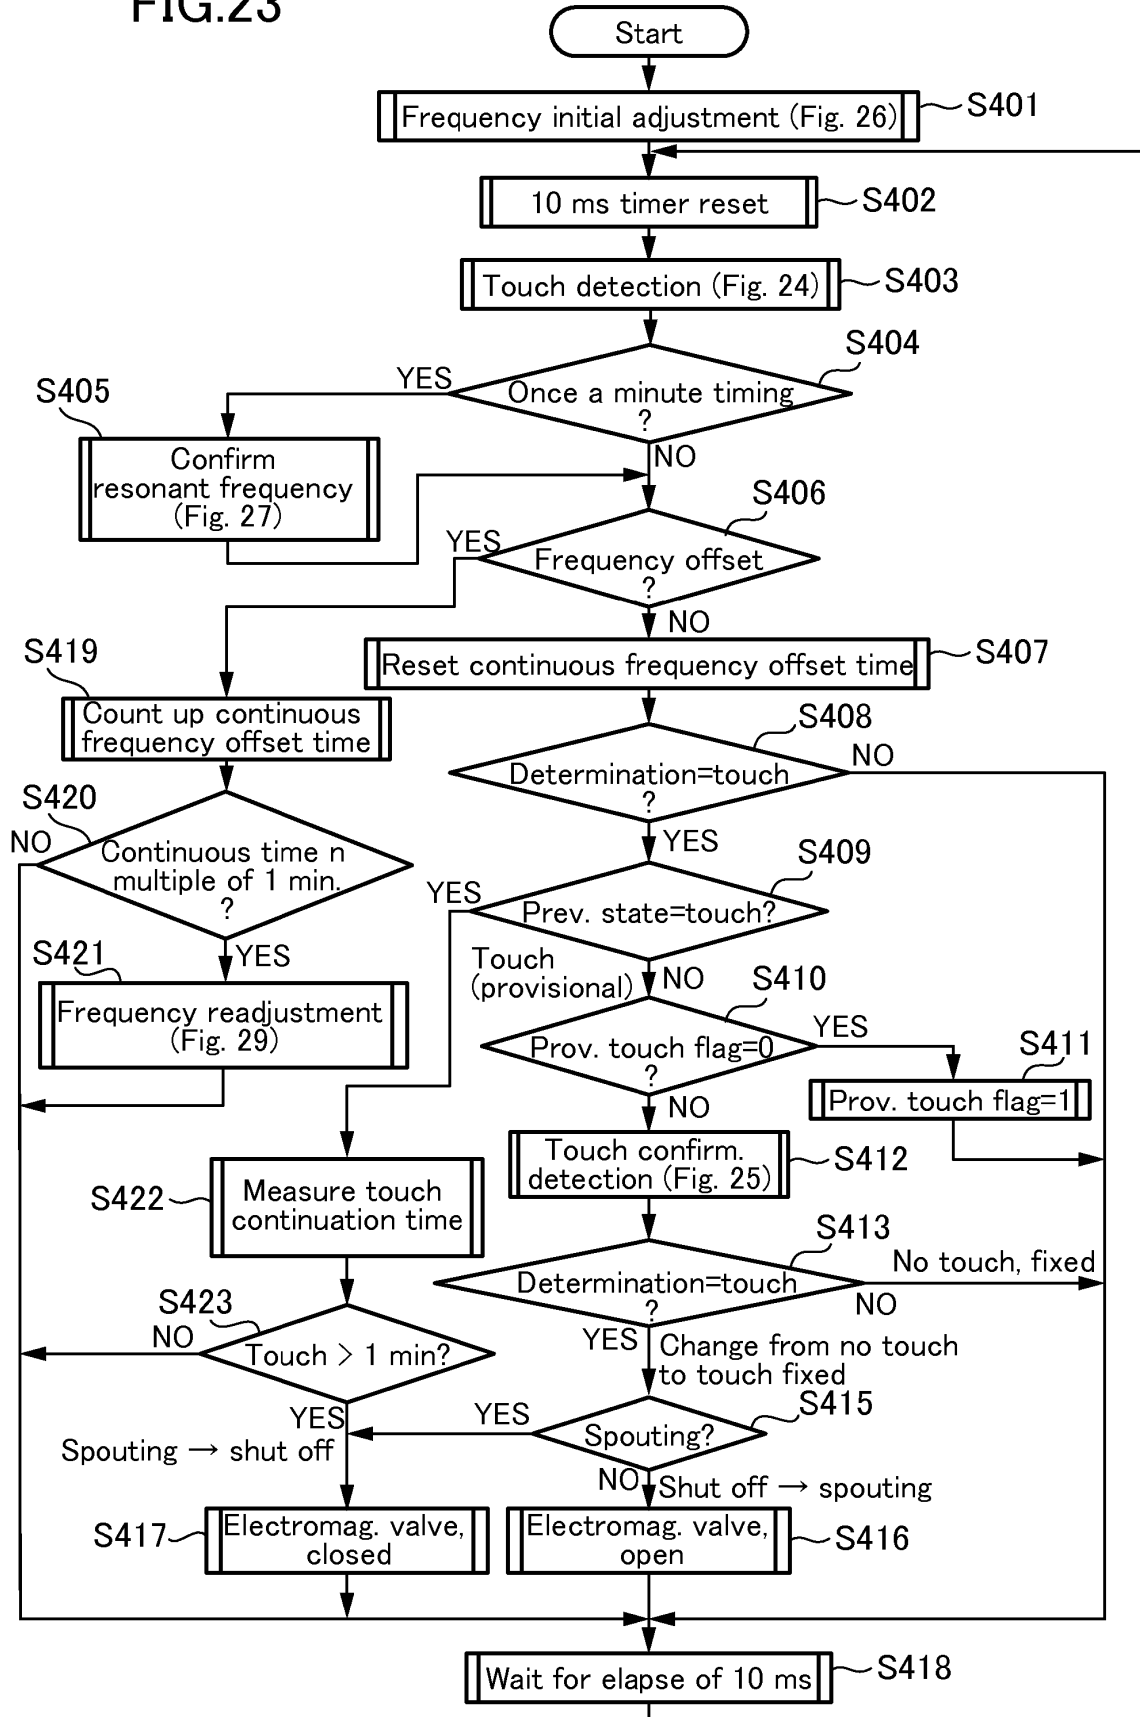 FIG.23
Start
Frequency initial adjustment (Fig. 26)
S401
10 ms timer reset
S402
Touch detection (Fig. 24)
S403
S404
Once a minute timing
?
YES
NO
S405
Confirm
resonant frequency
(Fig. 27)
S406
Frequency offset
?
YES
NO
S407
Reset continuous frequency offset time
S419
Count up continuous
frequency offset time
S408
Determination=touch
?
NO
YES
S420
NO
Continuous time n
multiple of 1 min.
?
YES
S409
Prev. state=touch?
YES
NO
Touch
(provisional)
S421
Frequency readjustment
(Fig. 29)
S410
Prov. touch flag=0
?
YES
NO
S411
Prov. touch flag=1
Touch confirm.
detection (Fig. 25)
S412
S422
Measure touch
continuation time
S413
Determination=touch
?
No touch, fixed
NO
YES
Change from no touch
to touch fixed
S423
NO
Touch > 1 min?
YES
Spouting → shut off
S415
Spouting?
YES
NO
Shut off → spouting
S417
Electromag. valve,
closed
Electromag. valve,
open
S416
Wait for elapse of 10 ms
S418